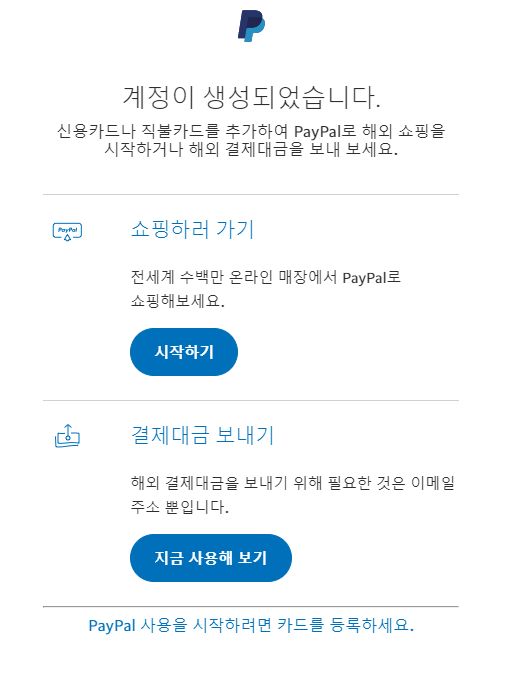 계정이 생성되었습니다.
신용카드나 직불카드를 추가하여 PayPal로 해외 쇼핑을
시작하거나 해외 결제대금을 보내 보세요.
PayPal
쇼핑하러 가기
전세계 수백만 온라인 매장에서 PayPal로
쇼핑해보세요.
시작하기
결제대금 보내기
해외 결제대금을 보내기 위해 필요한 것은 이메일
주소 뿐입니다.
지금 사용해 보기
PayPal 사용을 시작하려면 카드를 등록하세요.